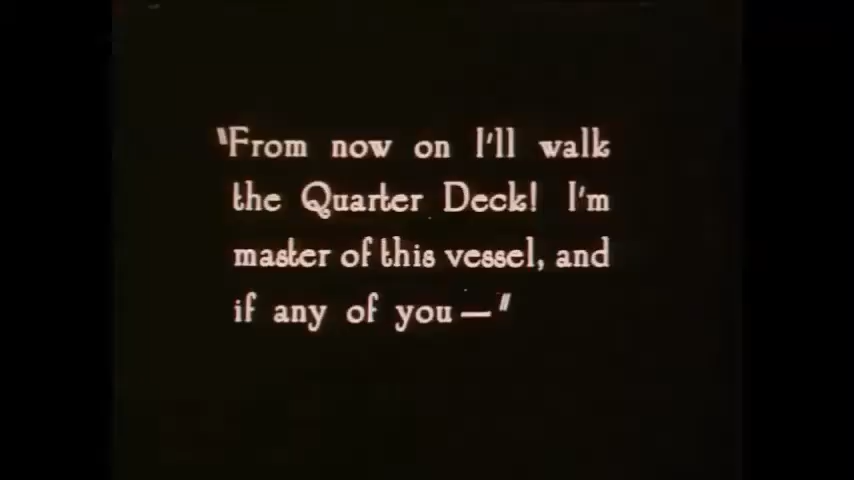 "From now on I'll walk
the Quarter Deck! I'm
master of this vessel, and
if any of you—"